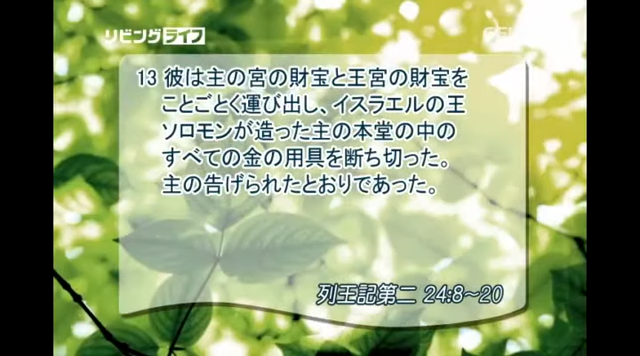 リビングライフ
13 彼は主の宮の財宝と王宮の財宝を
ことごとく運び出し、イスラエルの王
ソロモンが造った主の本堂の中の
すべての金の用具を断ち切った。
主の告げられたとおりであった。
列王記第二 24:8～20